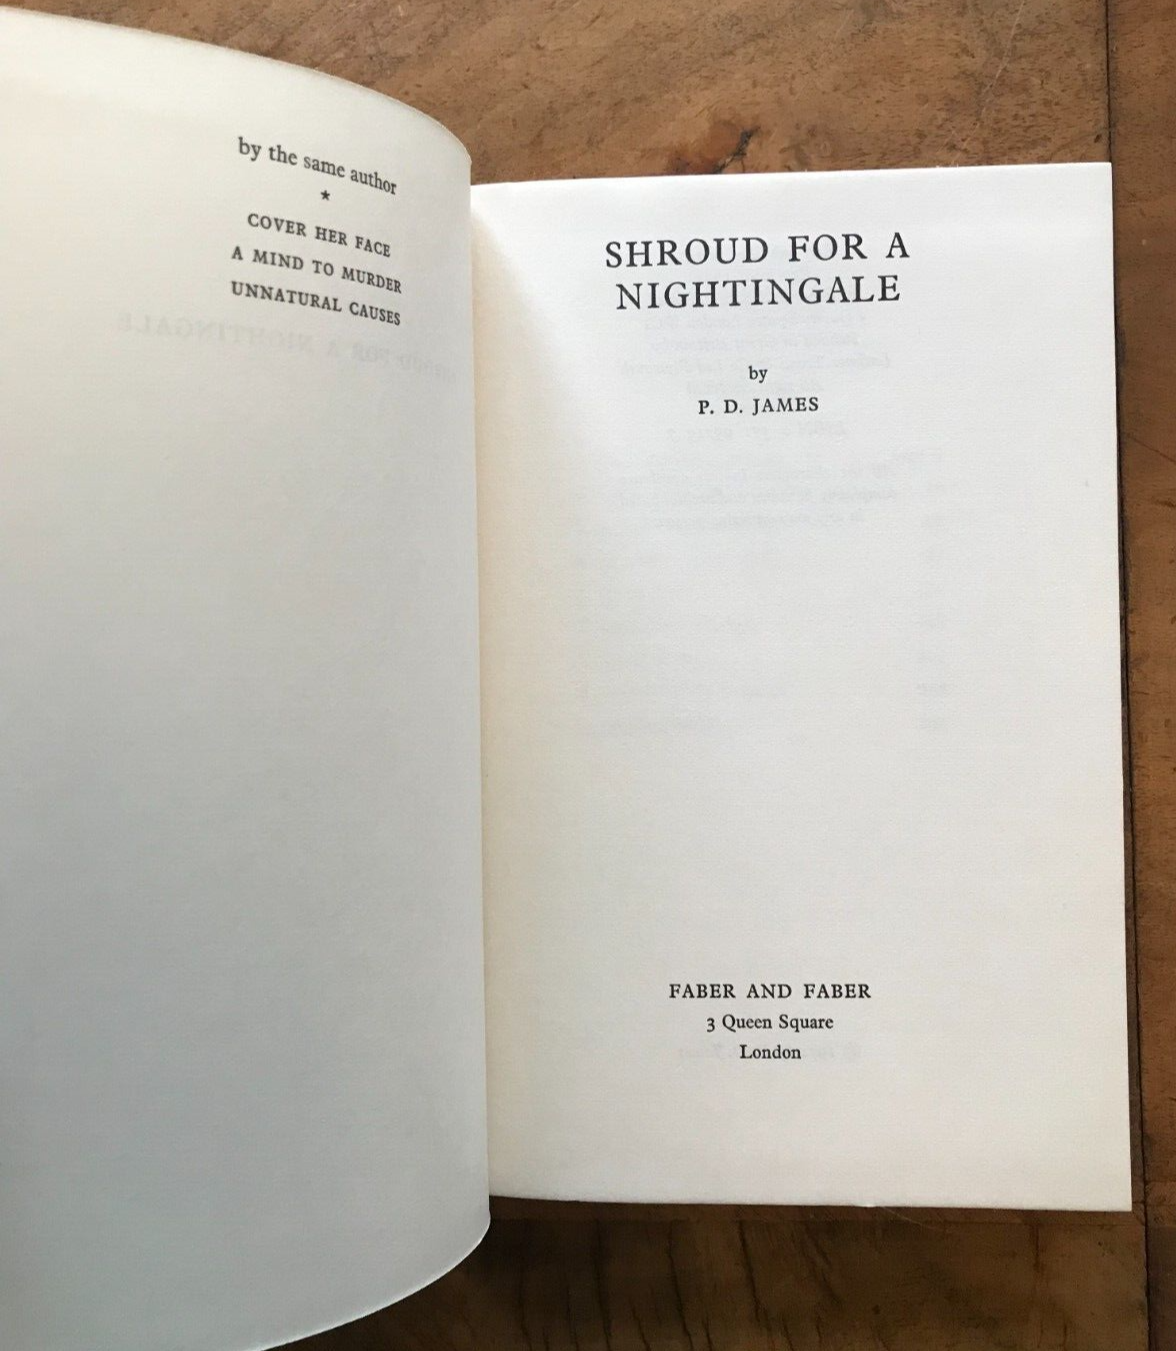 by the same author
★
COVER HER FACE
A MIND TO MURDER
UNNATURAL CAUSES
SHROUD FOR A
NIGHTINGALE
by
P. D. JAMES
FABER AND FABER
3 Queen Square
London